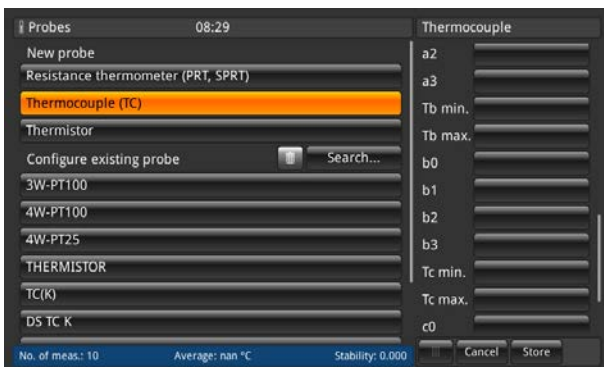 Probes 08:29
New probe
Resistance thermometer (PRT, SPRT)
Thermocouple (TC)
Thermistor
Configure existing probe Search...
3W-PT100
4W-PT100
4W-PT25
THERMISTOR
TC(K)
DS TC K
No. of meas.: 10 Average: nan °C Stability: 0.000
Thermocouple
a2
a3
Tb min.
Tb max.
b0
b1
b2
b3
Tc min.
Tc max.
c0
Cancel Store